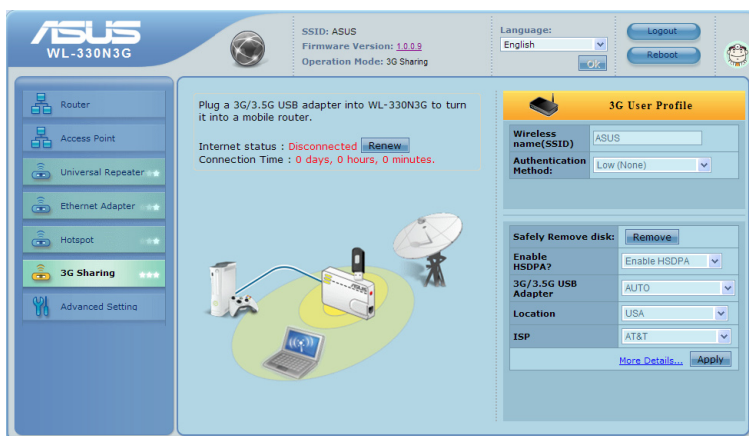 ASUS
WL-330N3G
SSID: ASUS
Firmware Version: 1.0.0.9
Operation Mode: 3G Sharing
Language:
English
Ok
Logout
Reboot
Router
Access Point
Universal Repeater
Ethernet Adapter
Hotspot
3G Sharing
Advanced Setting
Plug a 3G/3.5G USB adapter into WL-330N3G to turn
it into a mobile router.
Internet status : Disconnected Renew
Connection Time : 0 days, 0 hours, 0 minutes.
3G User Profile
Wireless
name(SSID)
ASUS
Authentication
Method:
Low (None)
Safely Remove disk: Remove
Enable
HSDPA?
Enable HSDPA
3G/3.5G USB
Adapter
AUTO
Location
USA
ISP
AT&T
More Details... Apply